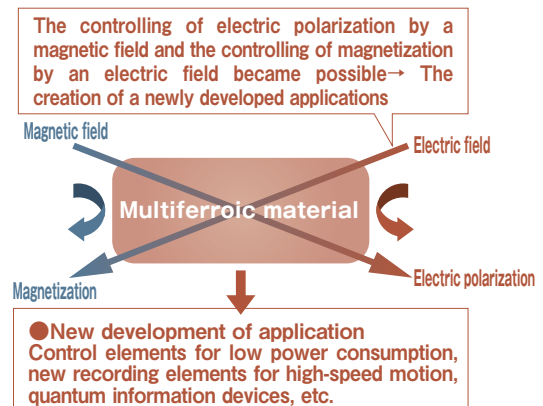 The controlling of electric polarization by a
magnetic field and the controlling of magnetization
by an electric field became possible→ The
creation of a newly developed applications
Magnetic field
Electric field
Multiferroic material
Magnetization
Electric polarization
●New development of application
Control elements for low power consumption,
new recording elements for high-speed motion,
quantum information devices, etc.